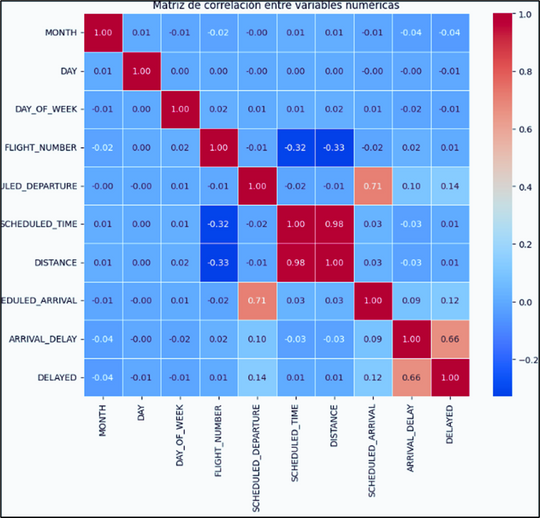 Matriz de correlación entre variables numéricas
MONTH 1.00 0.01 -0.01 -0.02 -0.00 0.01 0.01 -0.01 -0.04 -0.04
DAY 0.01 1.00 0.00 0.00 -0.00 0.00 0.00 -0.00 -0.00 -0.01
DAY_OF_WEEK -0.01 0.00 1.00 0.02 0.01 0.01 0.02 0.01 -0.02 -0.01
FLIGHT_NUMBER -0.02 0.00 0.02 1.00 -0.01 -0.32 -0.33 -0.02 0.02 0.01
ULED_DEPARTURE -0.00 -0.00 0.01 -0.01 1.00 -0.02 -0.01 0.71 0.10 0.14
SCHEDULED_TIME 0.01 0.00 0.01 -0.32 -0.02 1.00 0.98 0.03 -0.03 0.01
DISTANCE 0.01 0.00 0.02 -0.33 -0.01 0.98 1.00 0.03 -0.03 0.01
EDULED_ARRIVAL -0.01 -0.00 0.01 -0.02 0.71 0.03 0.03 1.00 0.09 0.12
ARRIVAL_DELAY -0.04 -0.00 -0.02 0.02 0.10 -0.03 -0.03 0.09 1.00 0.66
DELAYED -0.04 -0.01 -0.01 0.01 0.14 0.01 0.01 0.12 0.66 1.00
MONTH
DAY
DAY_OF_WEEK
FLIGHT_NUMBER
SCHEDULED_DEPARTURE
SCHEDULED_TIME
DISTANCE
SCHEDULED_ARRIVAL
ARRIVAL_DELAY
DELAYED
1.0
0.8
0.6
0.4
0.2
0.0
-0.2